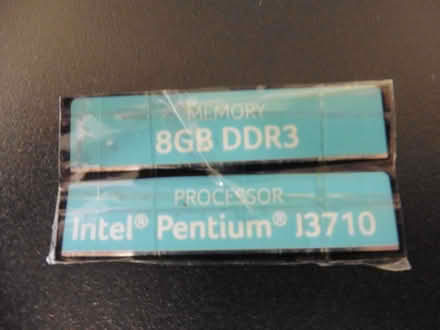 MEMORY
8GB DDR3
PROCESSOR
Intel® Pentium® J3710